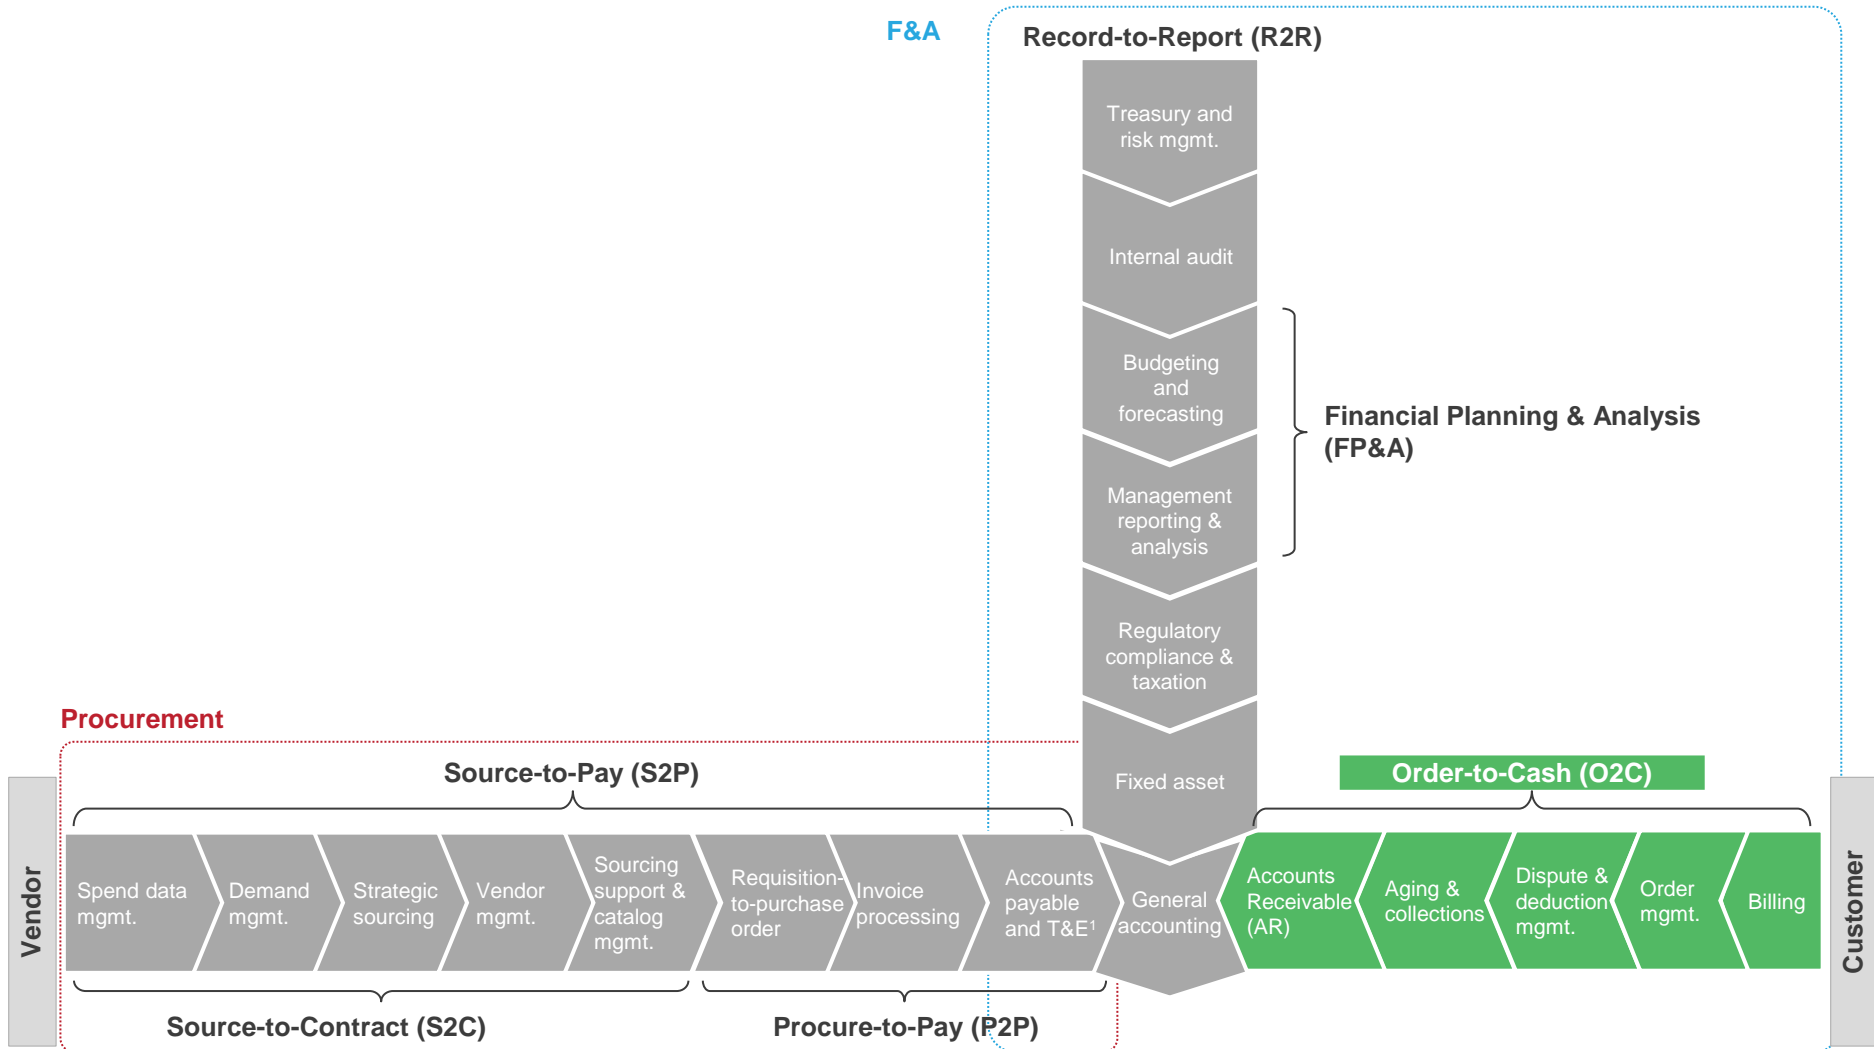 F&A
Record-to-Report (R2R)
Treasury and
risk mgmt.
Internal audit
Budgeting
and
forecasting
Financial Planning & Analysis
(FP&A)
Management
reporting &
analysis
Regulatory
compliance &
taxation
Fixed asset
Procurement
Source-to-Pay (S2P)
Order-to-Cash (O2C)
Vendor
Spend data
mgmt.
Demand
mgmt.
Strategic
sourcing
Vendor
mgmt.
Sourcing
support &
catalog
mgmt.
Requisition-
to-purchase
order
Invoice
processing
Accounts
payable
and T&E¹
General
accounting
Accounts
Receivable
(AR)
Aging &
collections
Dispute &
deduction
mgmt.
Order
mgmt.
Billing
Customer
Source-to-Contract (S2C)
Procure-to-Pay (P2P)